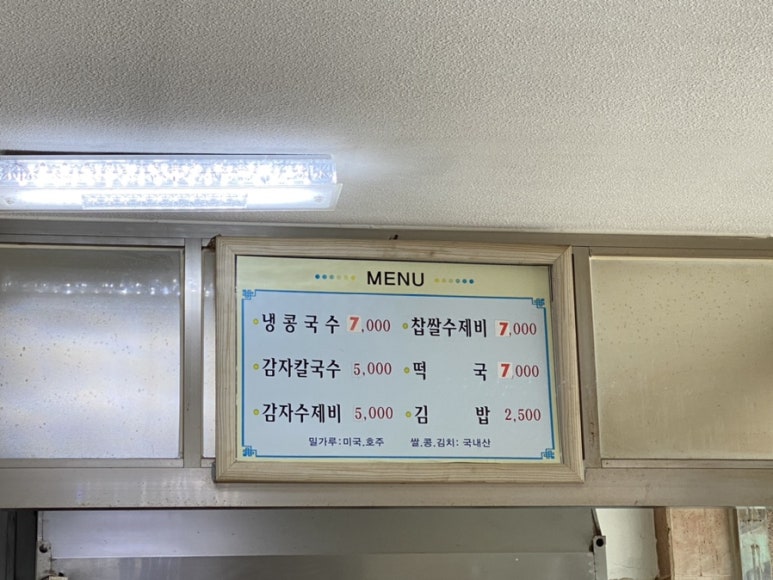 MENU
냉콩국수 7,000 찹쌀수제비 7,000
감자칼국수 5,000 떡국 7,000
감자수제비 5,000 김밥 2,500
밀가루:미국,호주 쌀,콩,김치: 국내산